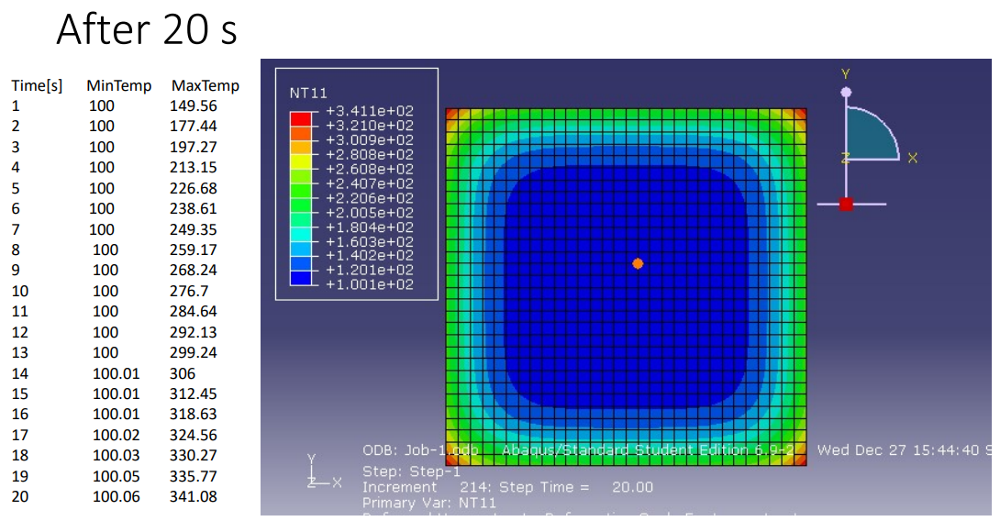 After 20 s
Time[s] MinTemp MaxTemp
1 100 149.56
2 100 177.44
3 100 197.27
4 100 213.15
5 100 226.68
6 100 238.61
7 100 249.35
8 100 259.17
9 100 268.24
10 100 276.7
11 100 284.64
12 100 292.13
13 100 299.24
14 100.01 306
15 100.01 312.45
16 100.01 318.63
17 100.02 324.56
18 100.03 330.27
19 100.05 335.77
20 100.06 341.08
NT11
+3.411e+02
+3.210e+02
+3.009e+02
+2.808e+02
+2.608e+02
+2.407e+02
+2.206e+02
+2.005e+02
+1.804e+02
+1.603e+02
+1.402e+02
+1.201e+02
+1.001e+02
Y
Z X
Y
Z X
ODB: Job-1.odb Abaqus/Standard Student Edition 6.9-2 Wed Dec 27 15:44:40 S
Step: Step-1
Increment 214: Step Time = 20.00
Primary Var: NT11